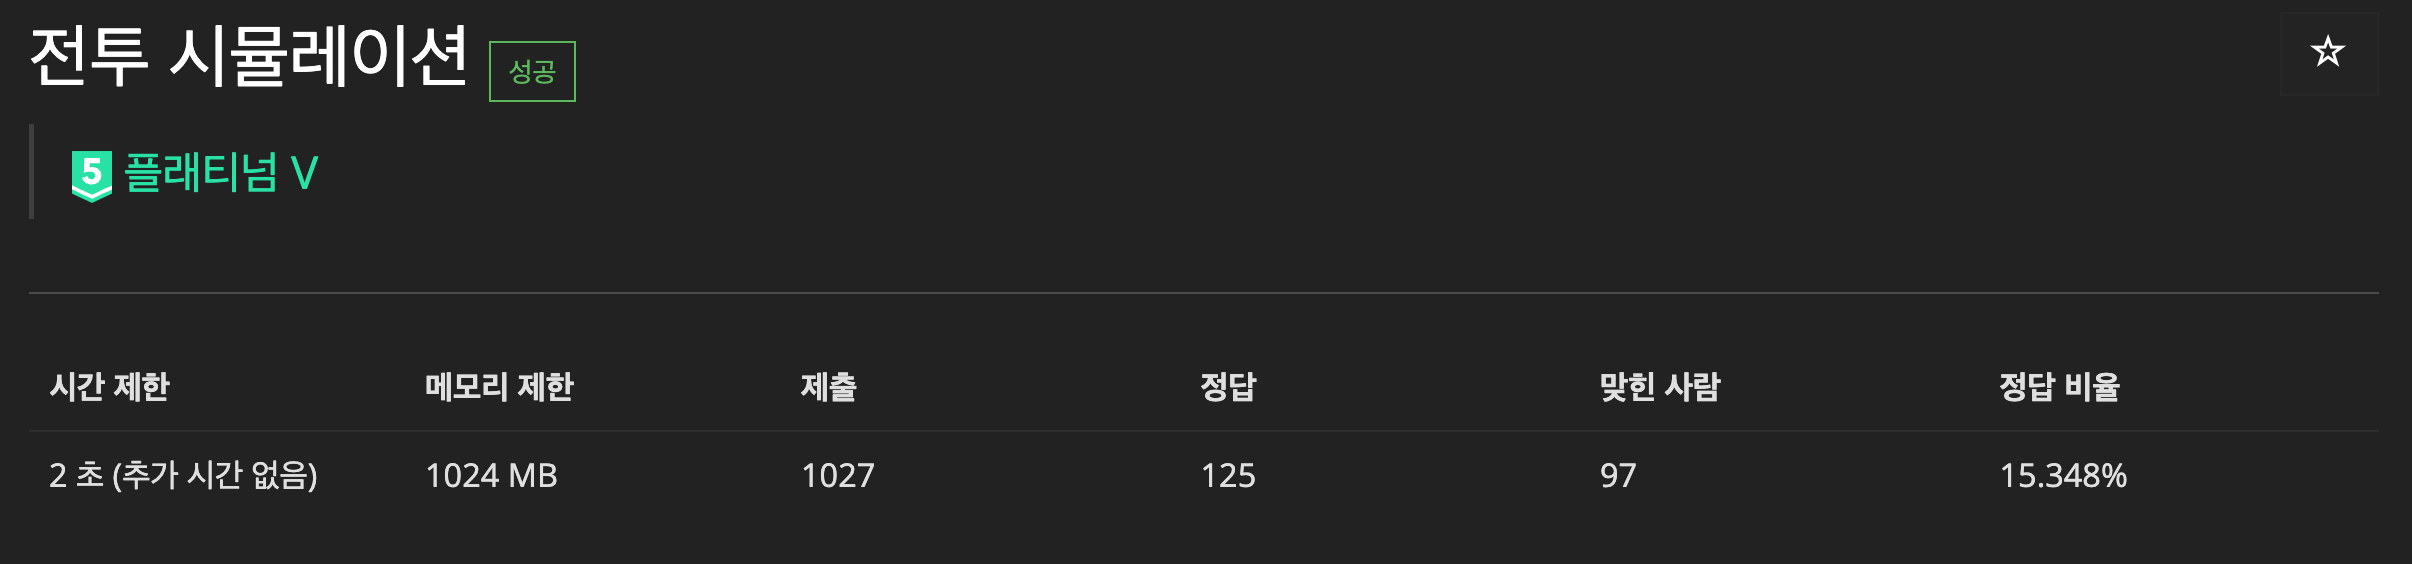 전투 시뮬레이션 성공
5 플래티넘 V
시간 제한 메모리 제한 제출 정답 맞힌 사람 정답 비율
2 초 (추가 시간 없음) 1024 MB 1027 125 97 15.348%